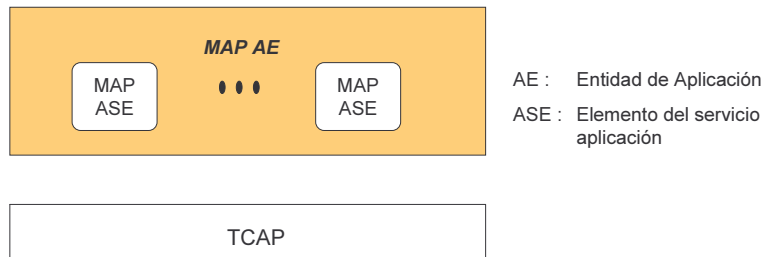 MAP AE
MAP
ASE
MAP
ASE
AE : Entidad de Aplicación
ASE : Elemento del servicio
aplicación
TCAP